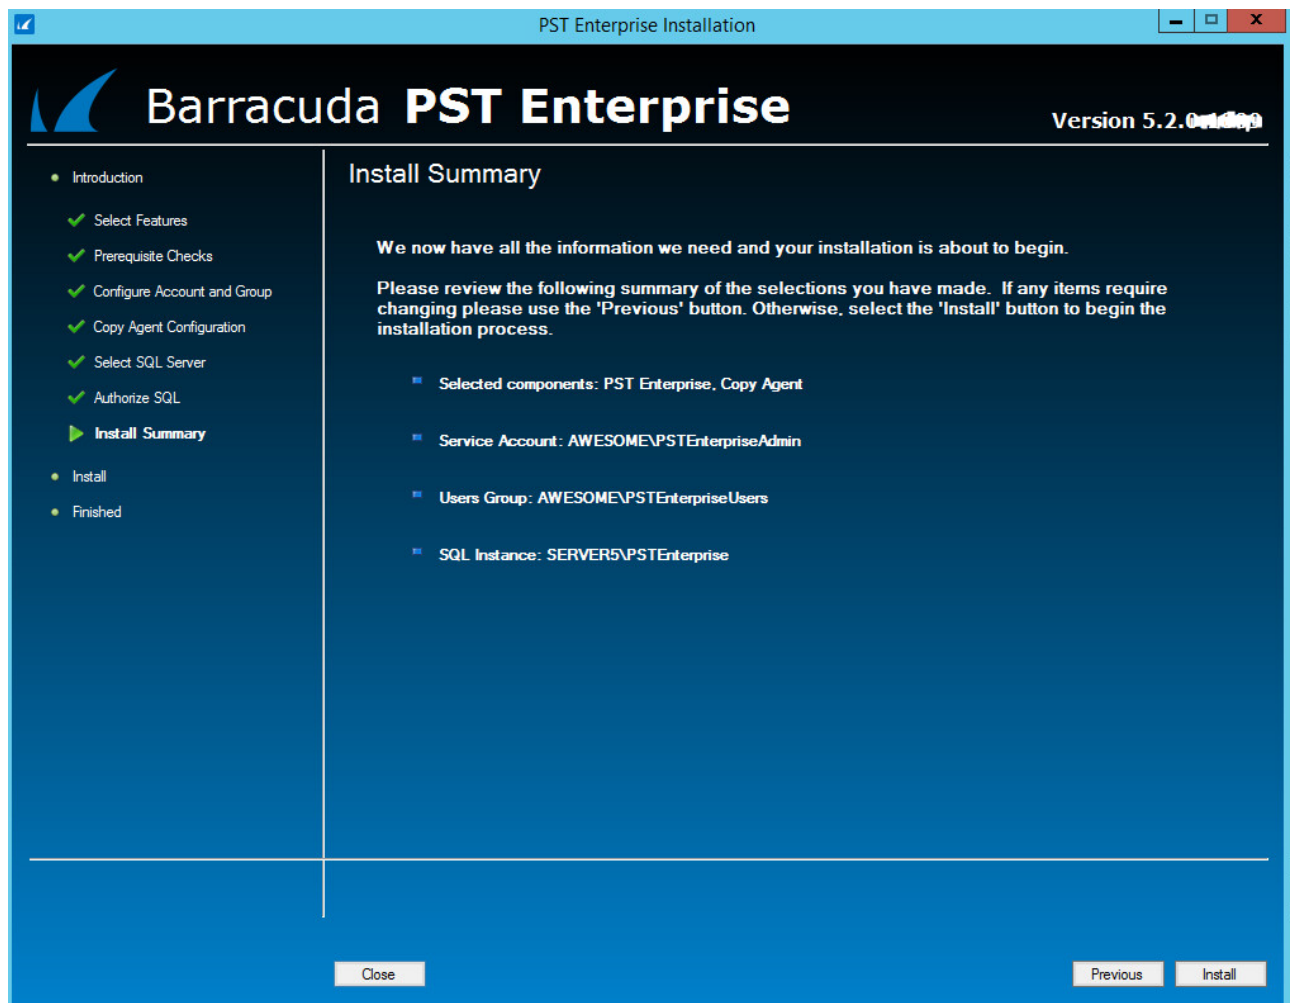 PST Enterprise Installation
Barracuda PST Enterprise
Version 5.2.
Introduction
Select Features
Prerequisite Checks
Configure Account and Group
Copy Agent Configuration
Select SQL Server
Authorize SQL
Install Summary
Install
Finished
Install Summary
We now have all the information we need and your installation is about to begin.
Please review the following summary of the selections you have made. If any items require
changing please use the 'Previous' button. Otherwise, select the 'Install' button to begin the
installation process.
Selected components: PST Enterprise, Copy Agent
Service Account: AWESOME\PSTEnterpriseAdmin
Users Group: AWESOME\PSTEnterpriseUsers
SQL Instance: SERVER5\PSTEnterprise
Close
Previous
Install